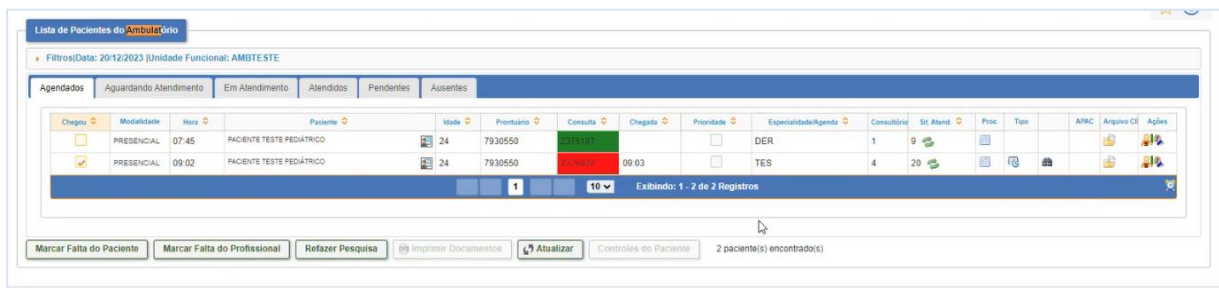 Lista de Pacientes do Ambulatório
Filtros|Data: 20/12/2023 |Unidade Funcional: AMBTESTE
Agendados Aguardando Atendimento Em Atendimento Atendidos Pendentes Ausentes
Chegou Modalidade Hora Paciente Idade Prontuário Consulta Chegada Prioridade Especialidade/Agenda Consultório Sit. Atend. Proc. Tipo APAC Arquivo Cli Ações
PRESENCIAL 07:45 PACIENTE TESTE PEDIÁTRICO 24 7930550 2375197 DER 1 9
PRESENCIAL 09:02 PACIENTE TESTE PEDIÁTRICO 24 7930550 09:03 TES 4 20
1 10 Exibindo: 1 - 2 de 2 Registros
Marcar Falta do Paciente Marcar Falta do Profissional Refazer Pesquisa Imprimir Documentos Atualizar Controles do Paciente 2 paciente(s) encontrado(s)